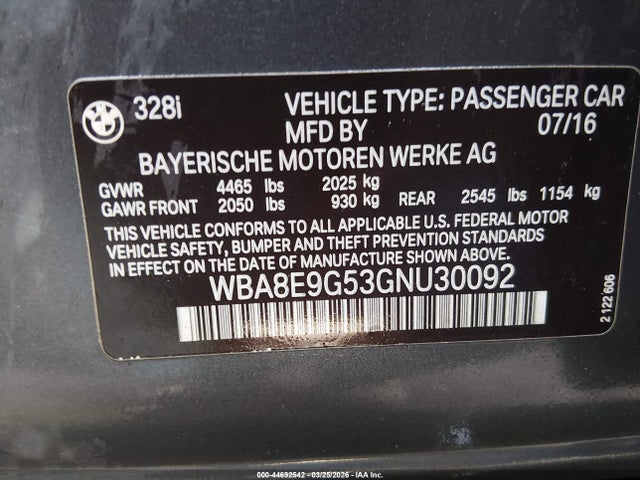 328i VEHICLE TYPE: PASSENGER CAR
MFD BY 07/16
BAYERISCHE MOTOREN WERKE AG
GVWR 4465 lbs 2025 kg
GAWR FRONT 2050 lbs 930 kg REAR 2545 lbs 1154 kg
THIS VEHICLE CONFORMS TO ALL APPLICABLE U.S. FEDERAL MOTOR
VEHICLE SAFETY, BUMPER AND THEFT PREVENTION STANDARDS
IN EFFECT ON THE DATE OF MANUFACTURE SHOWN ABOVE.
WBA8E9G53GNU30092
2 122 606
000-44692542 - 03/25/2026 - IAA Inc.